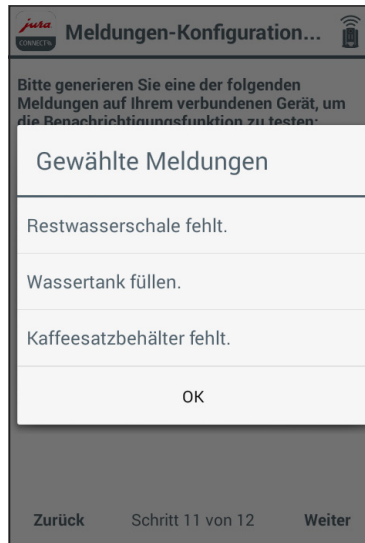 jura
CONNECT
Meldungen-Konfiguration...
Bitte generieren Sie eine der folgenden
Meldungen auf Ihrem verbundenen Gerät, um
die Benachrichtigungsfunktion zu testen:
Gewählte Meldungen
Restwasserschale fehlt.
Wassertank füllen.
Kaffeesatzbehälter fehlt.
OK
Zurück Schritt 11 von 12 Weiter